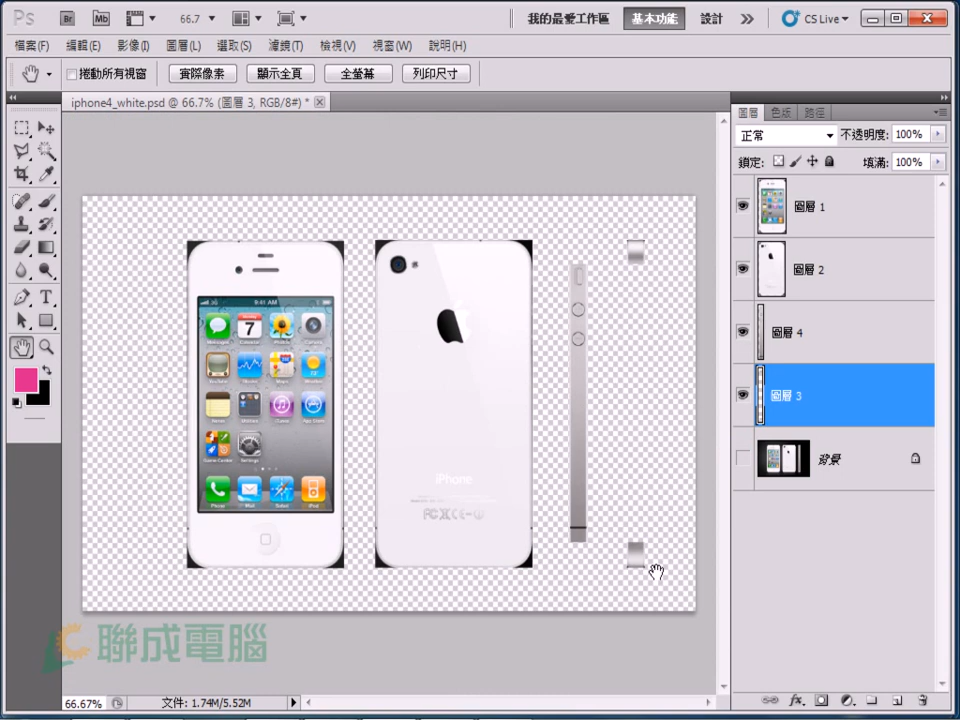 Ps Br Mb 66.7 我的最愛工作區 基本功能 設計 CS Live
檔案(F) 編輯(E) 影像(I) 圖層(L) 選取(S) 濾鏡(T) 檢視(V) 視窗(W) 說明(H)
捲動所有視窗 實際像素 顯示全頁 全螢幕 列印尺寸
iphone4_white.psd @ 66.7% (圖層 3, RGB/8#) *
圖層 色版 路徑
正常 不透明度: 100%
鎖定: 填滿: 100%
圖層 1
圖層 2
圖層 4
圖層 3
背景
9:41 AM
7
iPhone
聯成電腦
66.67% 文件: 1.74M/5.52M